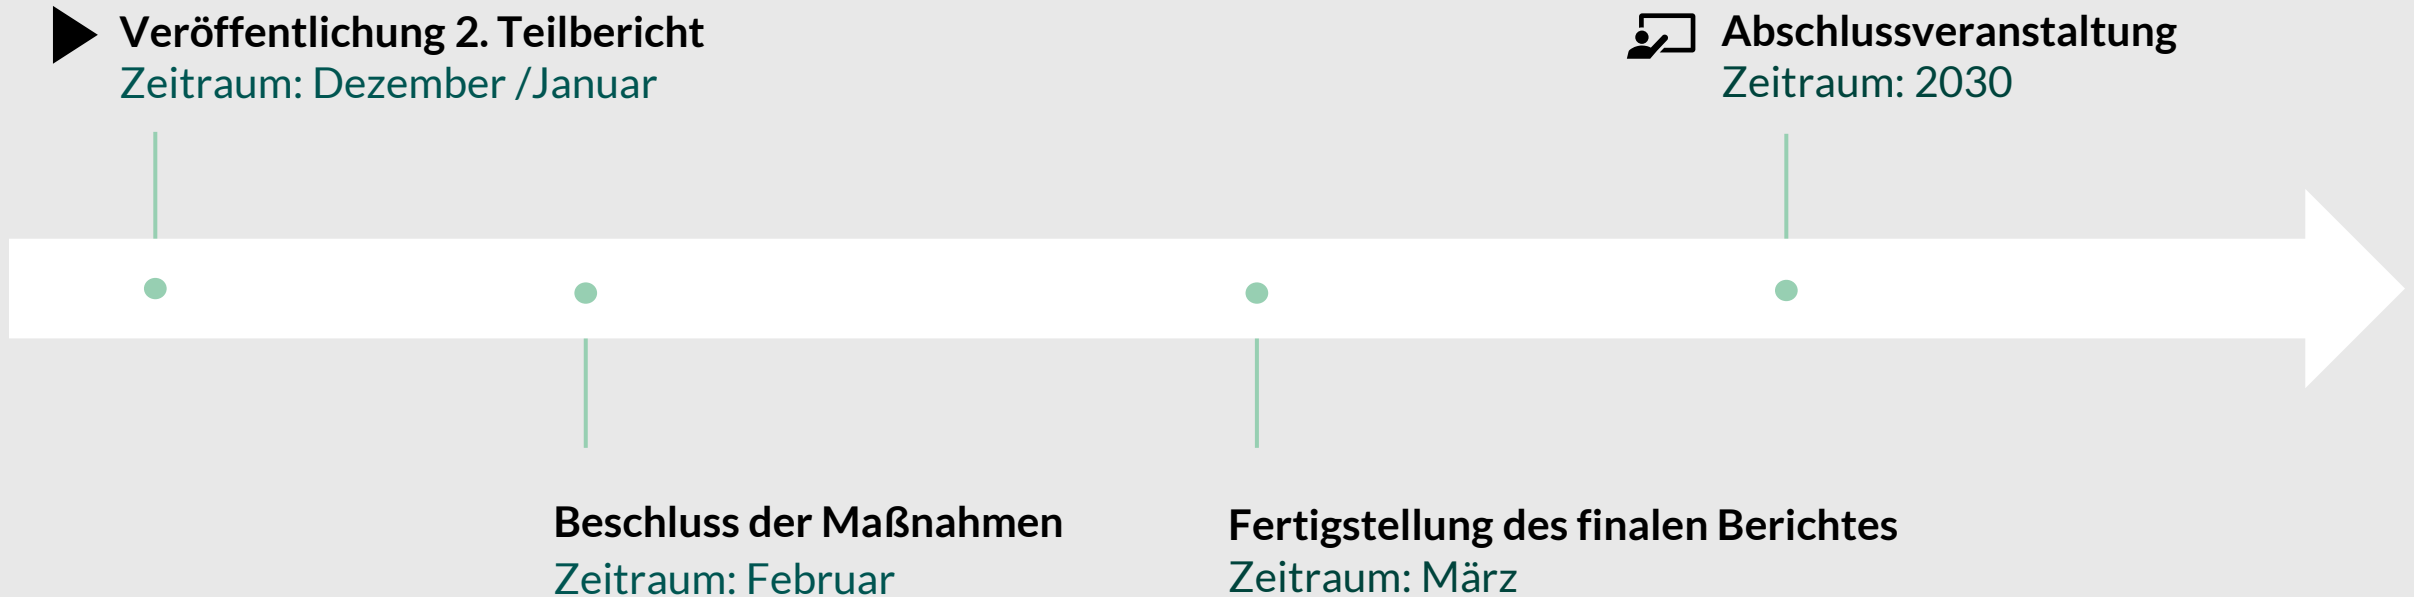 Veröffentlichung 2. Teilbericht
Zeitraum: Dezember /Januar
Abschlussveranstaltung
Zeitraum: 2030
Beschluss der Maßnahmen
Zeitraum: Februar
Fertigstellung des finalen Berichtes
Zeitraum: März